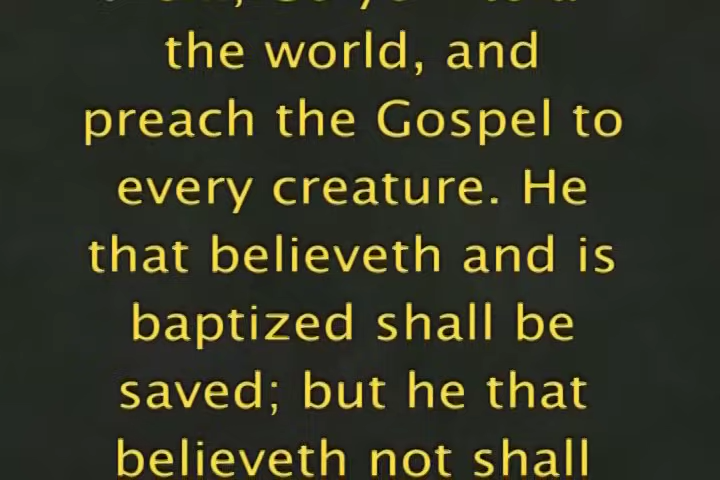 the world, and
preach the Gospel to
every creature. He
that believeth and is
baptized shall be
saved; but he that
believeth not shall